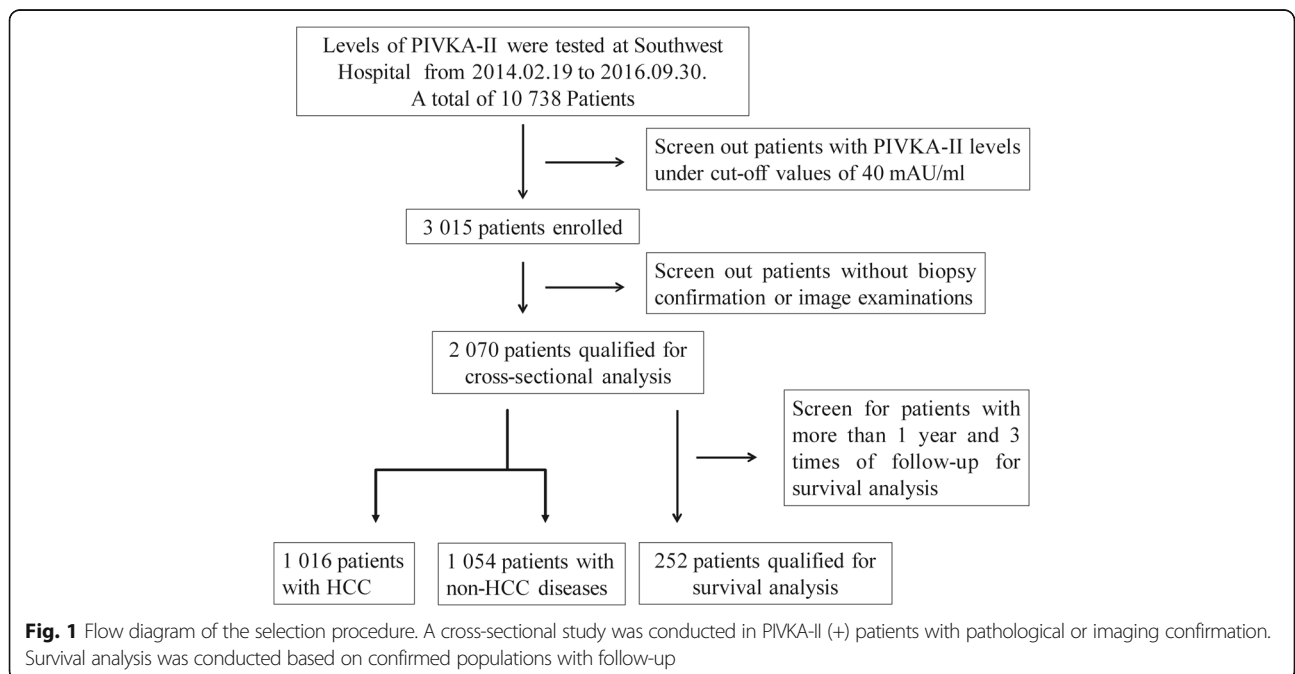 Levels of PIVKA-II were tested at Southwest
Hospital from 2014.02.19 to 2016.09.30.
A total of 10 738 Patients
Screen out patients with PIVKA-II levels
under cut-off values of 40 mAU/ml
3 015 patients enrolled
Screen out patients without biopsy
confirmation or image examinations
2 070 patients qualified for
cross-sectional analysis
Screen for patients with
more than 1 year and 3
times of follow-up for
survival analysis
1 016 patients
with HCC
1 054 patients with
non-HCC diseases
252 patients qualified for
survival analysis
Fig. 1 Flow diagram of the selection procedure. A cross-sectional study was conducted in PIVKA-II (+) patients with pathological or imaging confirmation.
Survival analysis was conducted based on confirmed populations with follow-up